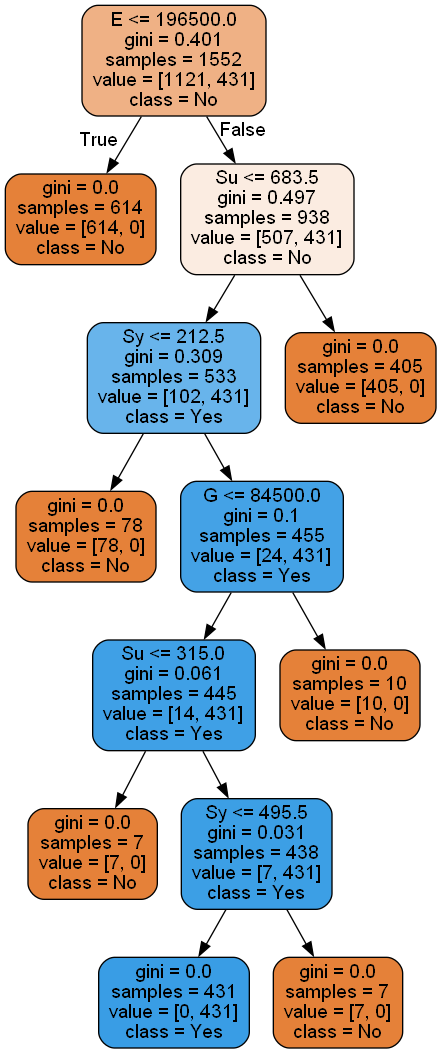 E <= 196500.0
gini = 0.401
samples = 1552
value = [1121, 431]
class = No
True
False
gini = 0.0
samples = 614
value = [614, 0]
class = No
Su <= 683.5
gini = 0.497
samples = 938
value = [507, 431]
class = No
Sy <= 212.5
gini = 0.309
samples = 533
value = [102, 431]
class = Yes
gini = 0.0
samples = 405
value = [405, 0]
class = No
gini = 0.0
samples = 78
value = [78, 0]
class = No
G <= 84500.0
gini = 0.1
samples = 455
value = [24, 431]
class = Yes
Su <= 315.0
gini = 0.061
samples = 445
value = [14, 431]
class = Yes
gini = 0.0
samples = 10
value = [10, 0]
class = No
gini = 0.0
samples = 7
value = [7, 0]
class = No
Sy <= 495.5
gini = 0.031
samples = 438
value = [7, 431]
class = Yes
gini = 0.0
samples = 431
value = [0, 431]
class = Yes
gini = 0.0
samples = 7
value = [7, 0]
class = No